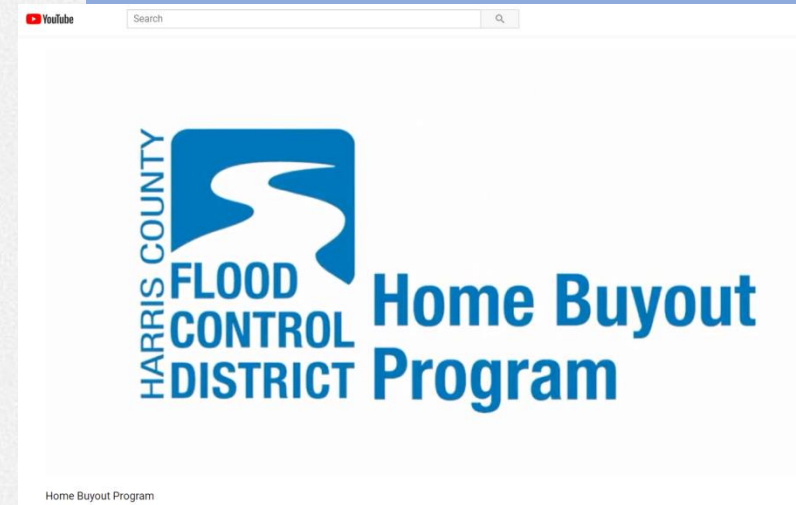 YouTube
Search
HARRIS COUNTY
FLOOD
CONTROL
DISTRICT
Home Buyout
Program
Home Buyout Program